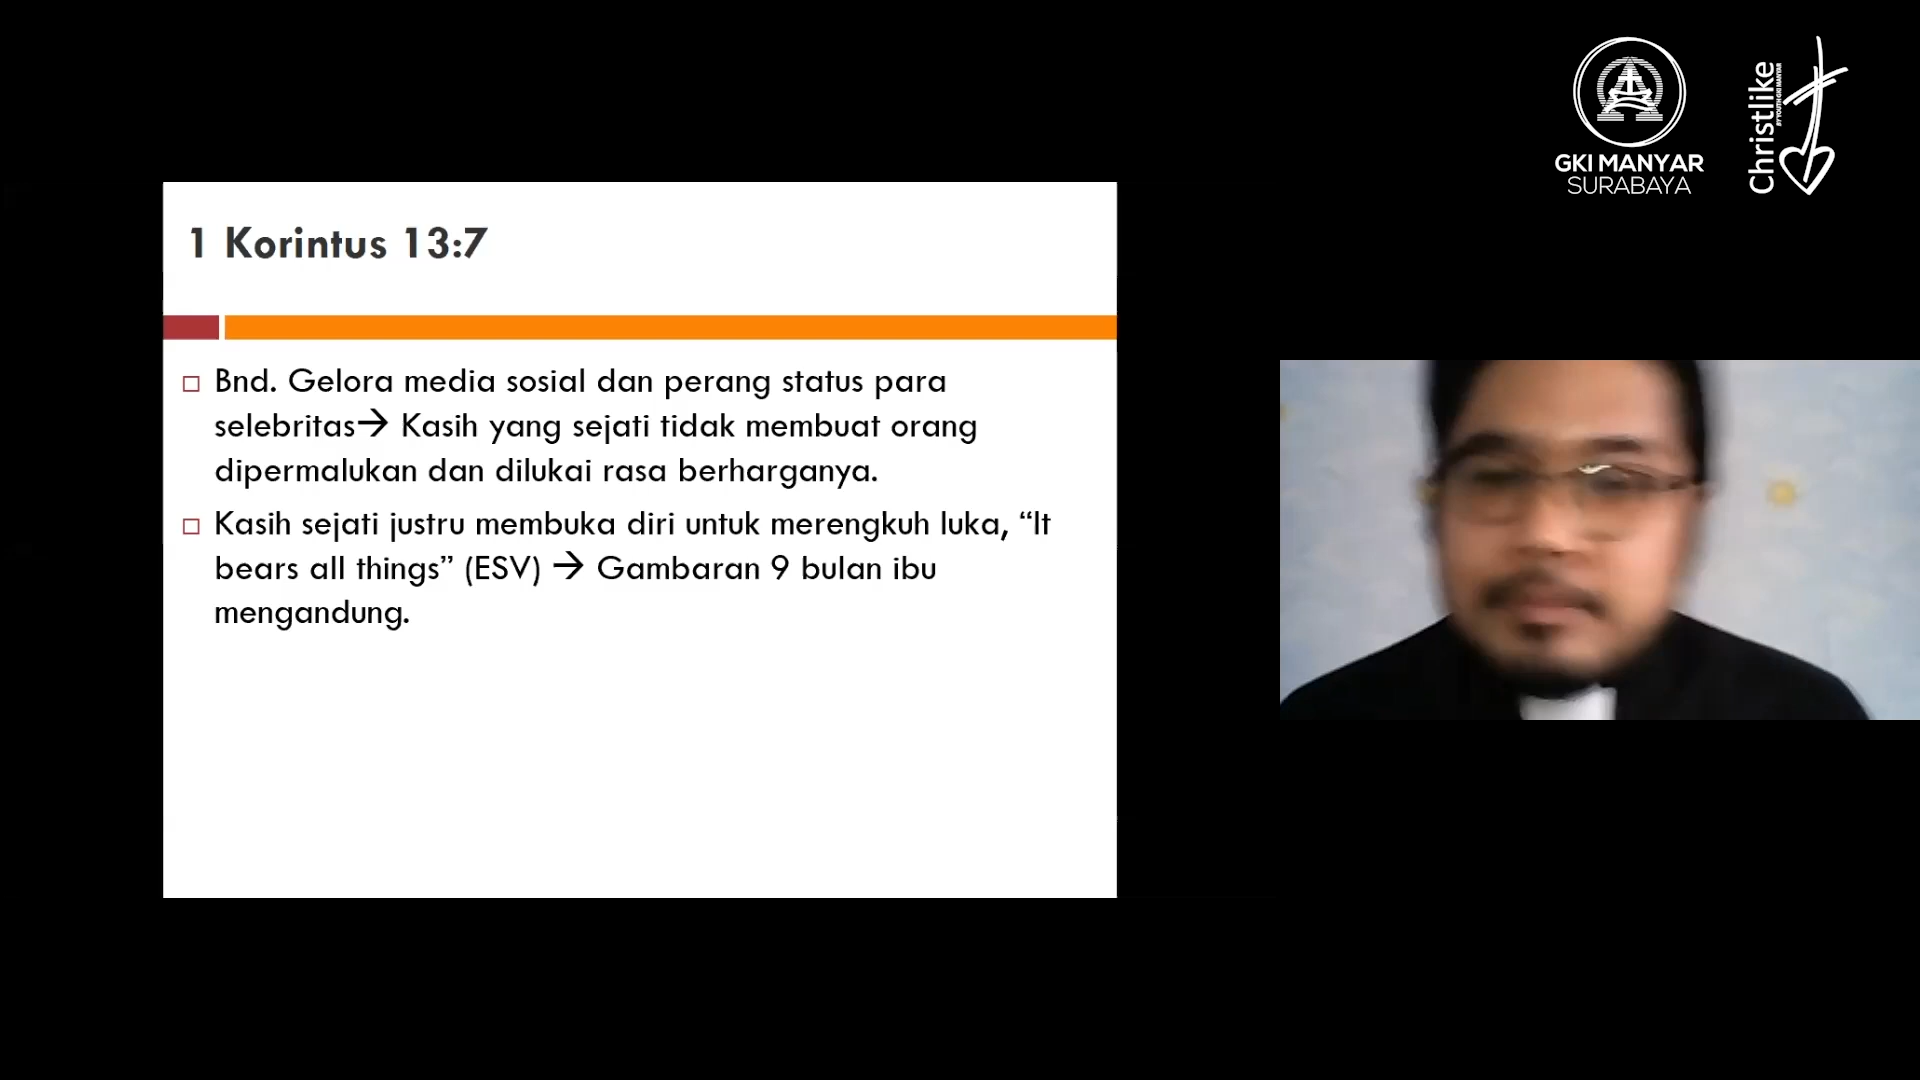 1 Korintus 13:7
□ Bnd. Gelora media sosial dan perang status para
selebritas→ Kasih yang sejati tidak membuat orang
dipermalukan dan dilukai rasa berharganya.
□ Kasih sejati justru membuka diri untuk merengkuh luka, “It
bears all things” (ESV) → Gambaran 9 bulan ibu
mengandung.
GKI MANYAR
SURABAYA
Christlike